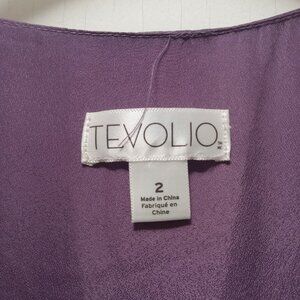 TEVOLIO
2
Made in China
Fabriqué en
Chine